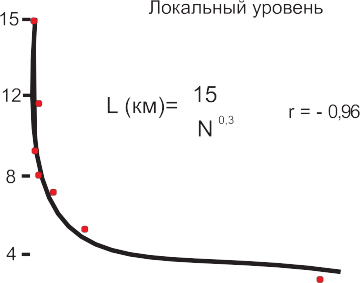 Локальный уровень
15
12
8
4
L (км)= 15
N 0,3
r = - 0,96